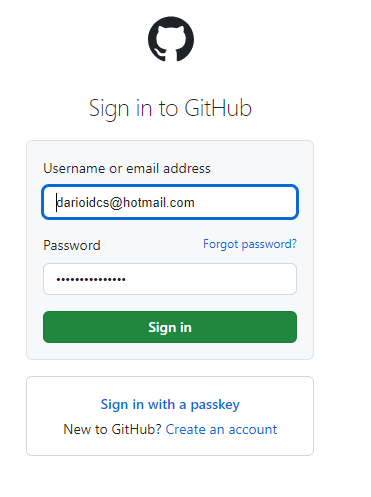 Sign in to GitHub
Username or email address
darioidcs@hotmail.com
Password Forgot password?
•••••••••••••••
Sign in
Sign in with a passkey
New to GitHub? Create an account